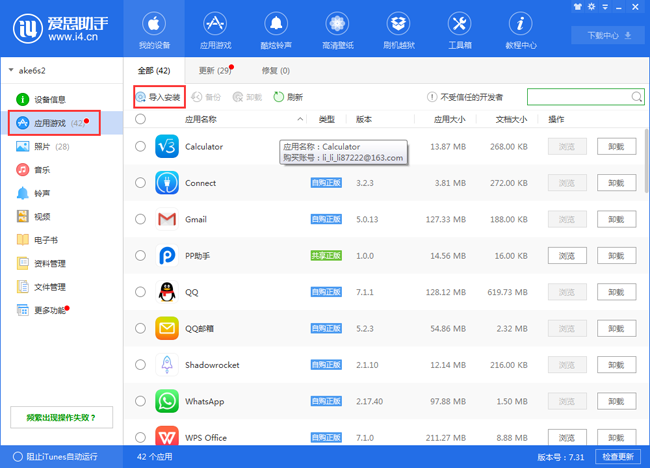 爱思助手
www.i4.cn
我的设备 应用游戏 酷炫铃声 高清壁纸 刷机越狱 工具箱 教程中心
下载中心
ake6s2
设备信息
应用游戏 (42)
照片 (28)
音乐
铃声
视频
电子书
资料管理
文件管理
更多功能
频繁出现操作失败？
全部 (42) 更新 (29) 修复 (0)
导入安装 备份 卸载 刷新 不受信任的开发者
应用名称 类型 版本 应用大小 文档大小 操作
Calculator 13.87 MB 268.00 KB 浏览 卸载
应用名称：Calculator
购买账号：li_li_li87222@163.com
Connect 自购正版 3.2.3 3.81 MB 272.00 KB 浏览 卸载
Gmail 自购正版 5.0.13 127.33 MB 188.00 KB 浏览 卸载
PP助手 共享正版 1.0.0 14.56 MB 16.00 KB 浏览 卸载
QQ 自购正版 7.1.1 128.12 MB 619.73 MB 浏览 卸载
QQ邮箱 自购正版 5.2.3 54.86 MB 2.32 MB 浏览 卸载
Shadowrocket 自购正版 2.1.10 12.14 MB 216.00 KB 浏览 卸载
WhatsApp 自购正版 2.17.40 97.88 MB 1.50 MB 浏览 卸载
WPS Office 自购正版 7.1.0 211.27 MB 8.88 MB 浏览 卸载
阻止iTunes自动运行 42 个应用 版本号：7.31 检查更新